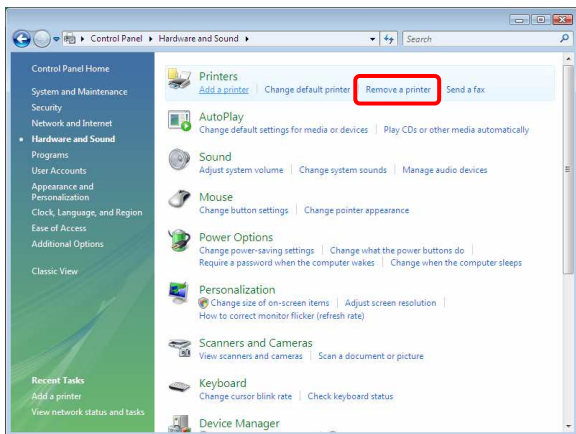 Control Panel Hardware and Sound Search
Control Panel Home
System and Maintenance
Security
Network and Internet
Hardware and Sound
Programs
User Accounts
Appearance and
Personalization
Clock, Language, and Region
Ease of Access
Additional Options
Classic View
Recent Tasks
Add a printer
View network status and tasks
Printers
Add a printer Change default printer Remove a printer Send a fax
AutoPlay
Change default settings for media or devices Play CDs or other media automatically
Sound
Adjust system volume Change system sounds Manage audio devices
Mouse
Change button settings Change pointer appearance
Power Options
Change power-saving settings Change what the power buttons do
Require a password when the computer wakes Change when the computer sleeps
Personalization
Change size of on-screen items Adjust screen resolution
How to correct monitor flicker (refresh rate)
Scanners and Cameras
View scanners and cameras Scan a document or picture
Keyboard
Change cursor blink rate Check keyboard status
Device Manager